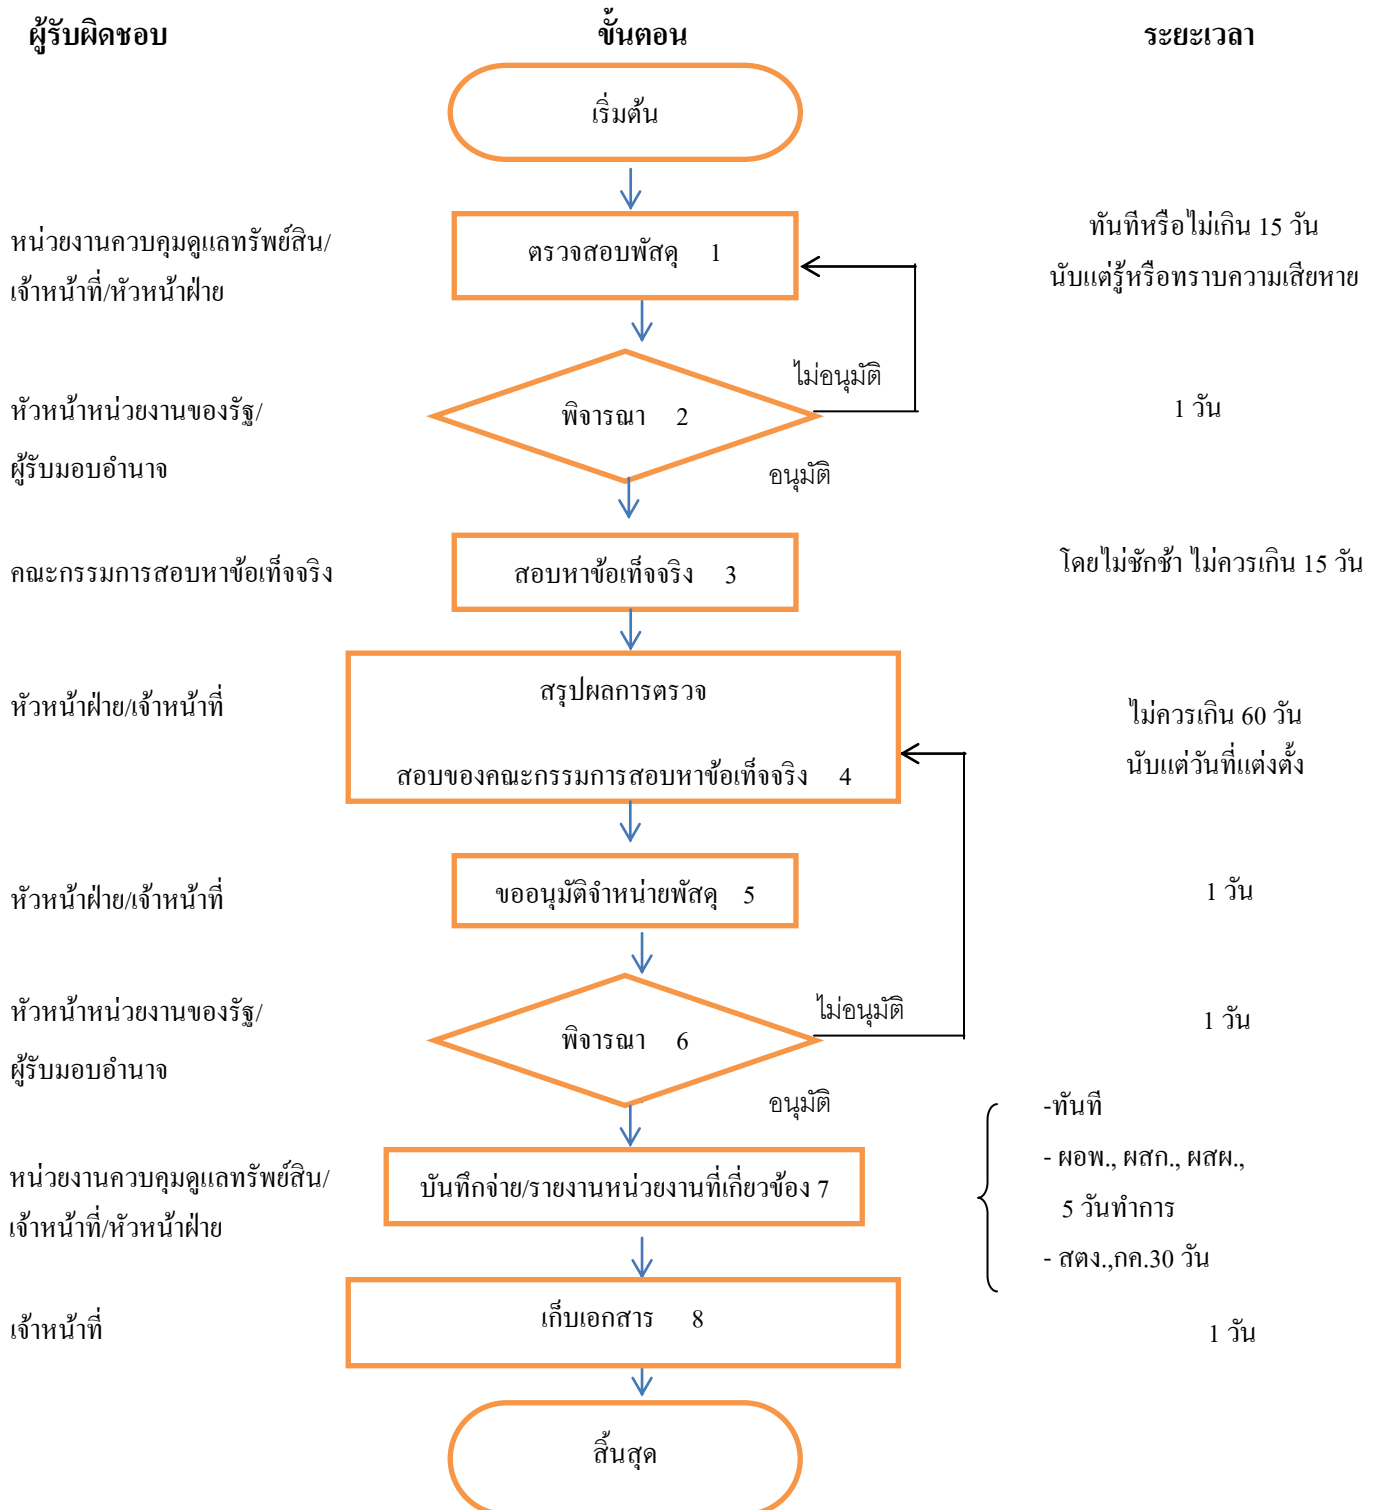 ผู้รับผิดชอบ ขั้นตอน ระยะเวลา
เริ่มต้น
หน่วยงานควบคุมดูแลทรัพย์สิน/
เจ้าหน้าที่/หัวหน้าฝ่าย
ตรวจสอบพัสดุ 1
ทันทีหรือไม่เกิน 15 วัน
นับแต่รู้หรือทราบความเสียหาย
ไม่อนุมัติ
หัวหน้าหน่วยงานของรัฐ/
ผู้รับมอบอำนาจ
พิจารณา 2
1 วัน
อนุมัติ
คณะกรรมการสอบหาข้อเท็จจริง
สอบหาข้อเท็จจริง 3
โดยไม่ชักช้า ไม่ควรเกิน 15 วัน
หัวหน้าฝ่าย/เจ้าหน้าที่
สรุปผลการตรวจ
สอบของคณะกรรมการสอบหาข้อเท็จจริง 4
ไม่ควรเกิน 60 วัน
นับแต่วันที่แต่งตั้ง
หัวหน้าฝ่าย/เจ้าหน้าที่
ขออนุมัติจำหน่ายพัสดุ 5
1 วัน
ไม่อนุมัติ
หัวหน้าหน่วยงานของรัฐ/
ผู้รับมอบอำนาจ
พิจารณา 6
1 วัน
อนุมัติ
หน่วยงานควบคุมดูแลทรัพย์สิน/
เจ้าหน้าที่/หัวหน้าฝ่าย
บันทึกจ่าย/รายงานหน่วยงานที่เกี่ยวข้อง 7
-ทันที
- ผอพ., ผสก., ผสผ.,
5 วันทำการ
- สตง.,กค.30 วัน
เจ้าหน้าที่
เก็บเอกสาร 8
1 วัน
สิ้นสุด